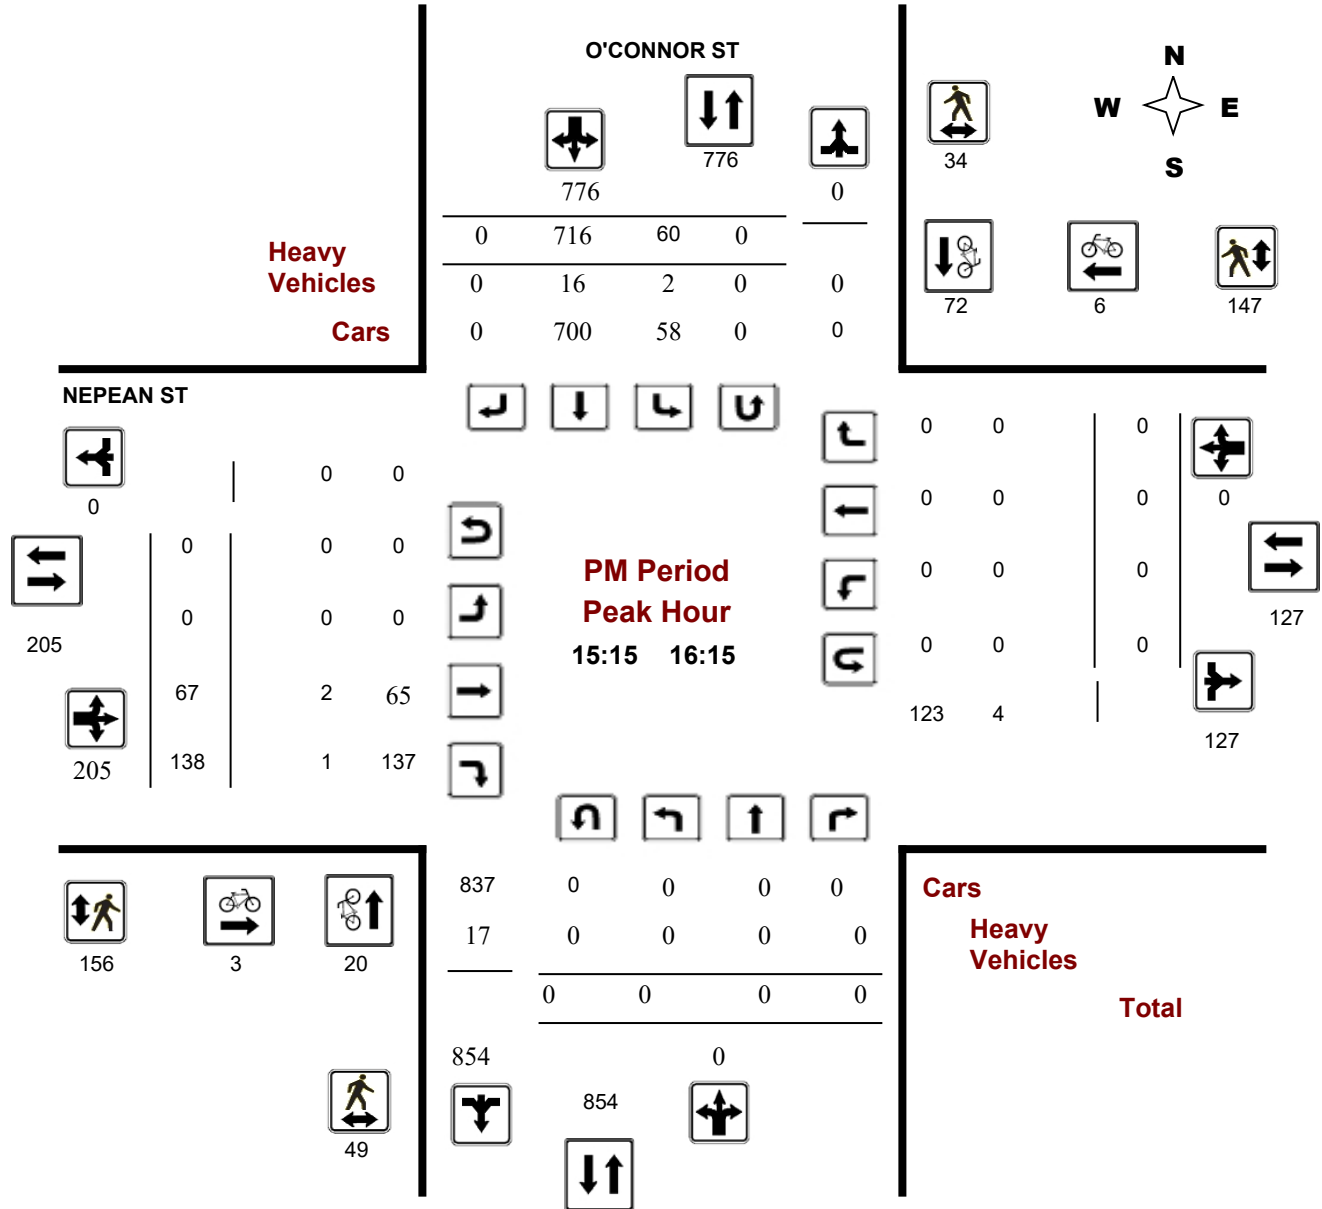 O'CONNOR ST
N
W E
S
776
34
776 0
0 716 60 0
Heavy
Vehicles
0 16 2 0 0
72 6 147
Cars
0 700 58 0 0
NEPEAN ST
0 0 0
0 0
0
0 0 0 0
0
0 0 0
PM Period
Peak Hour
0 0 0
127
0 0 0
205
15:15 16:15
0 0 0
67 2 65
123 4
127
205
138 1 137
837 0 0 0 0
Cars
17 0 0 0 0
Heavy
Vehicles
156 3 20
0 0 0 0
Total
854 0
854
49